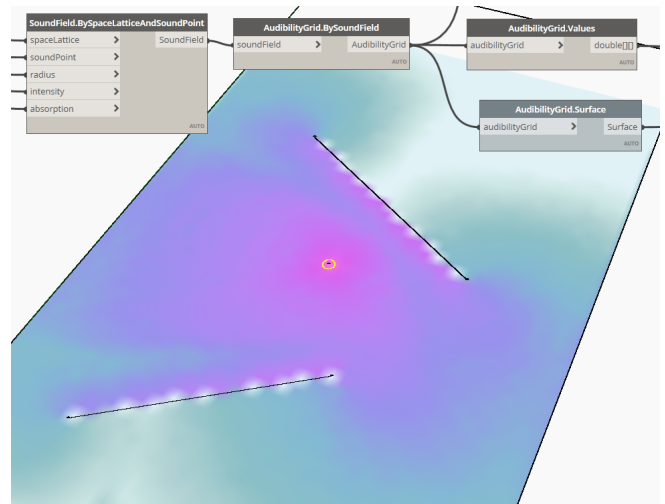 SoundField.BySpaceLatticeAndSoundPoint
spaceLattice > SoundField
soundPoint >
radius >
intensity >
absorption >
AUTO
AudibilityGrid.BySoundField
soundField > AudibilityGrid
AUTO
AudibilityGrid.Values
audibilityGrid > double[][]
AUTO
AudibilityGrid.Surface
audibilityGrid > Surface
AUTO